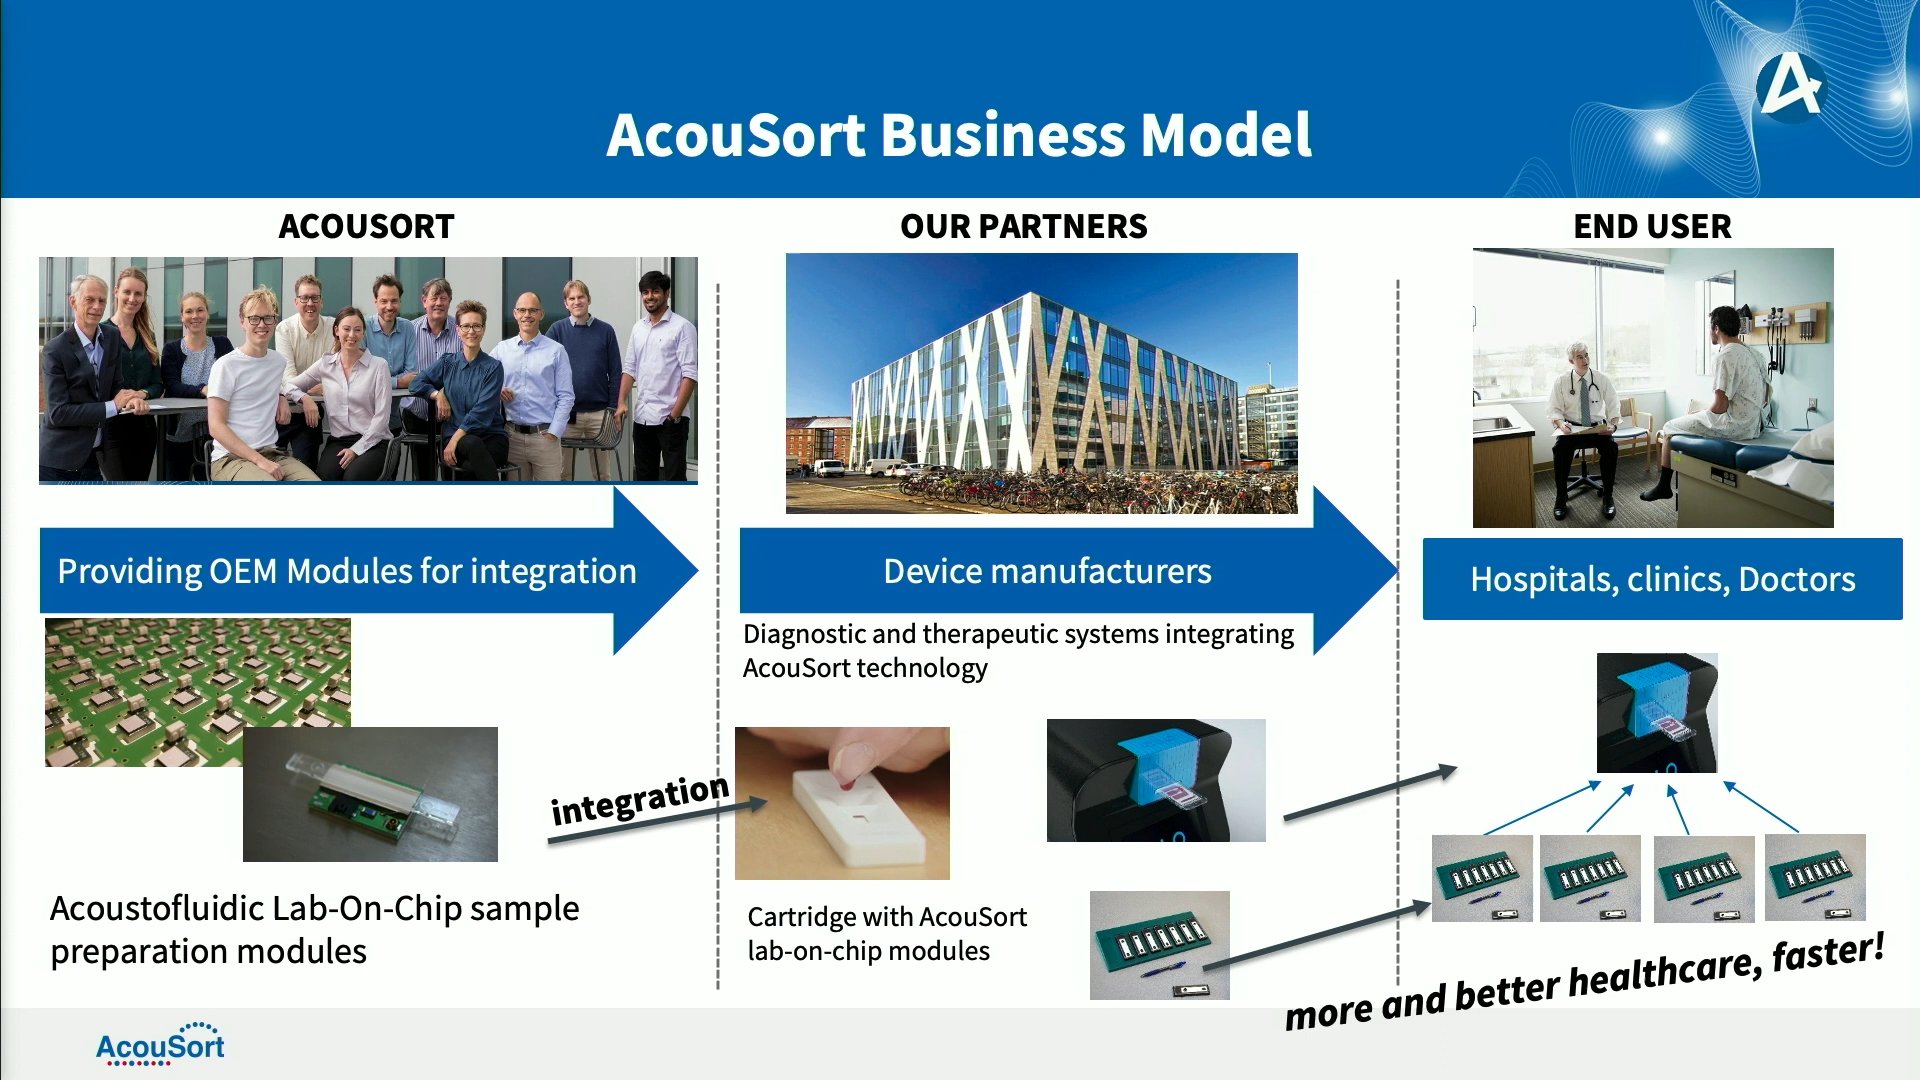 AcouSort Business Model
ACOUSORT
OUR PARTNERS
END USER
Providing OEM Modules for integration
Device manufacturers
Hospitals, clinics, Doctors
Diagnostic and therapeutic systems integrating
AcouSort technology
integration
Acoustofluidic Lab-On-Chip sample
preparation modules
Cartridge with AcouSort
lab-on-chip modules
more and better healthcare, faster!
AcouSort